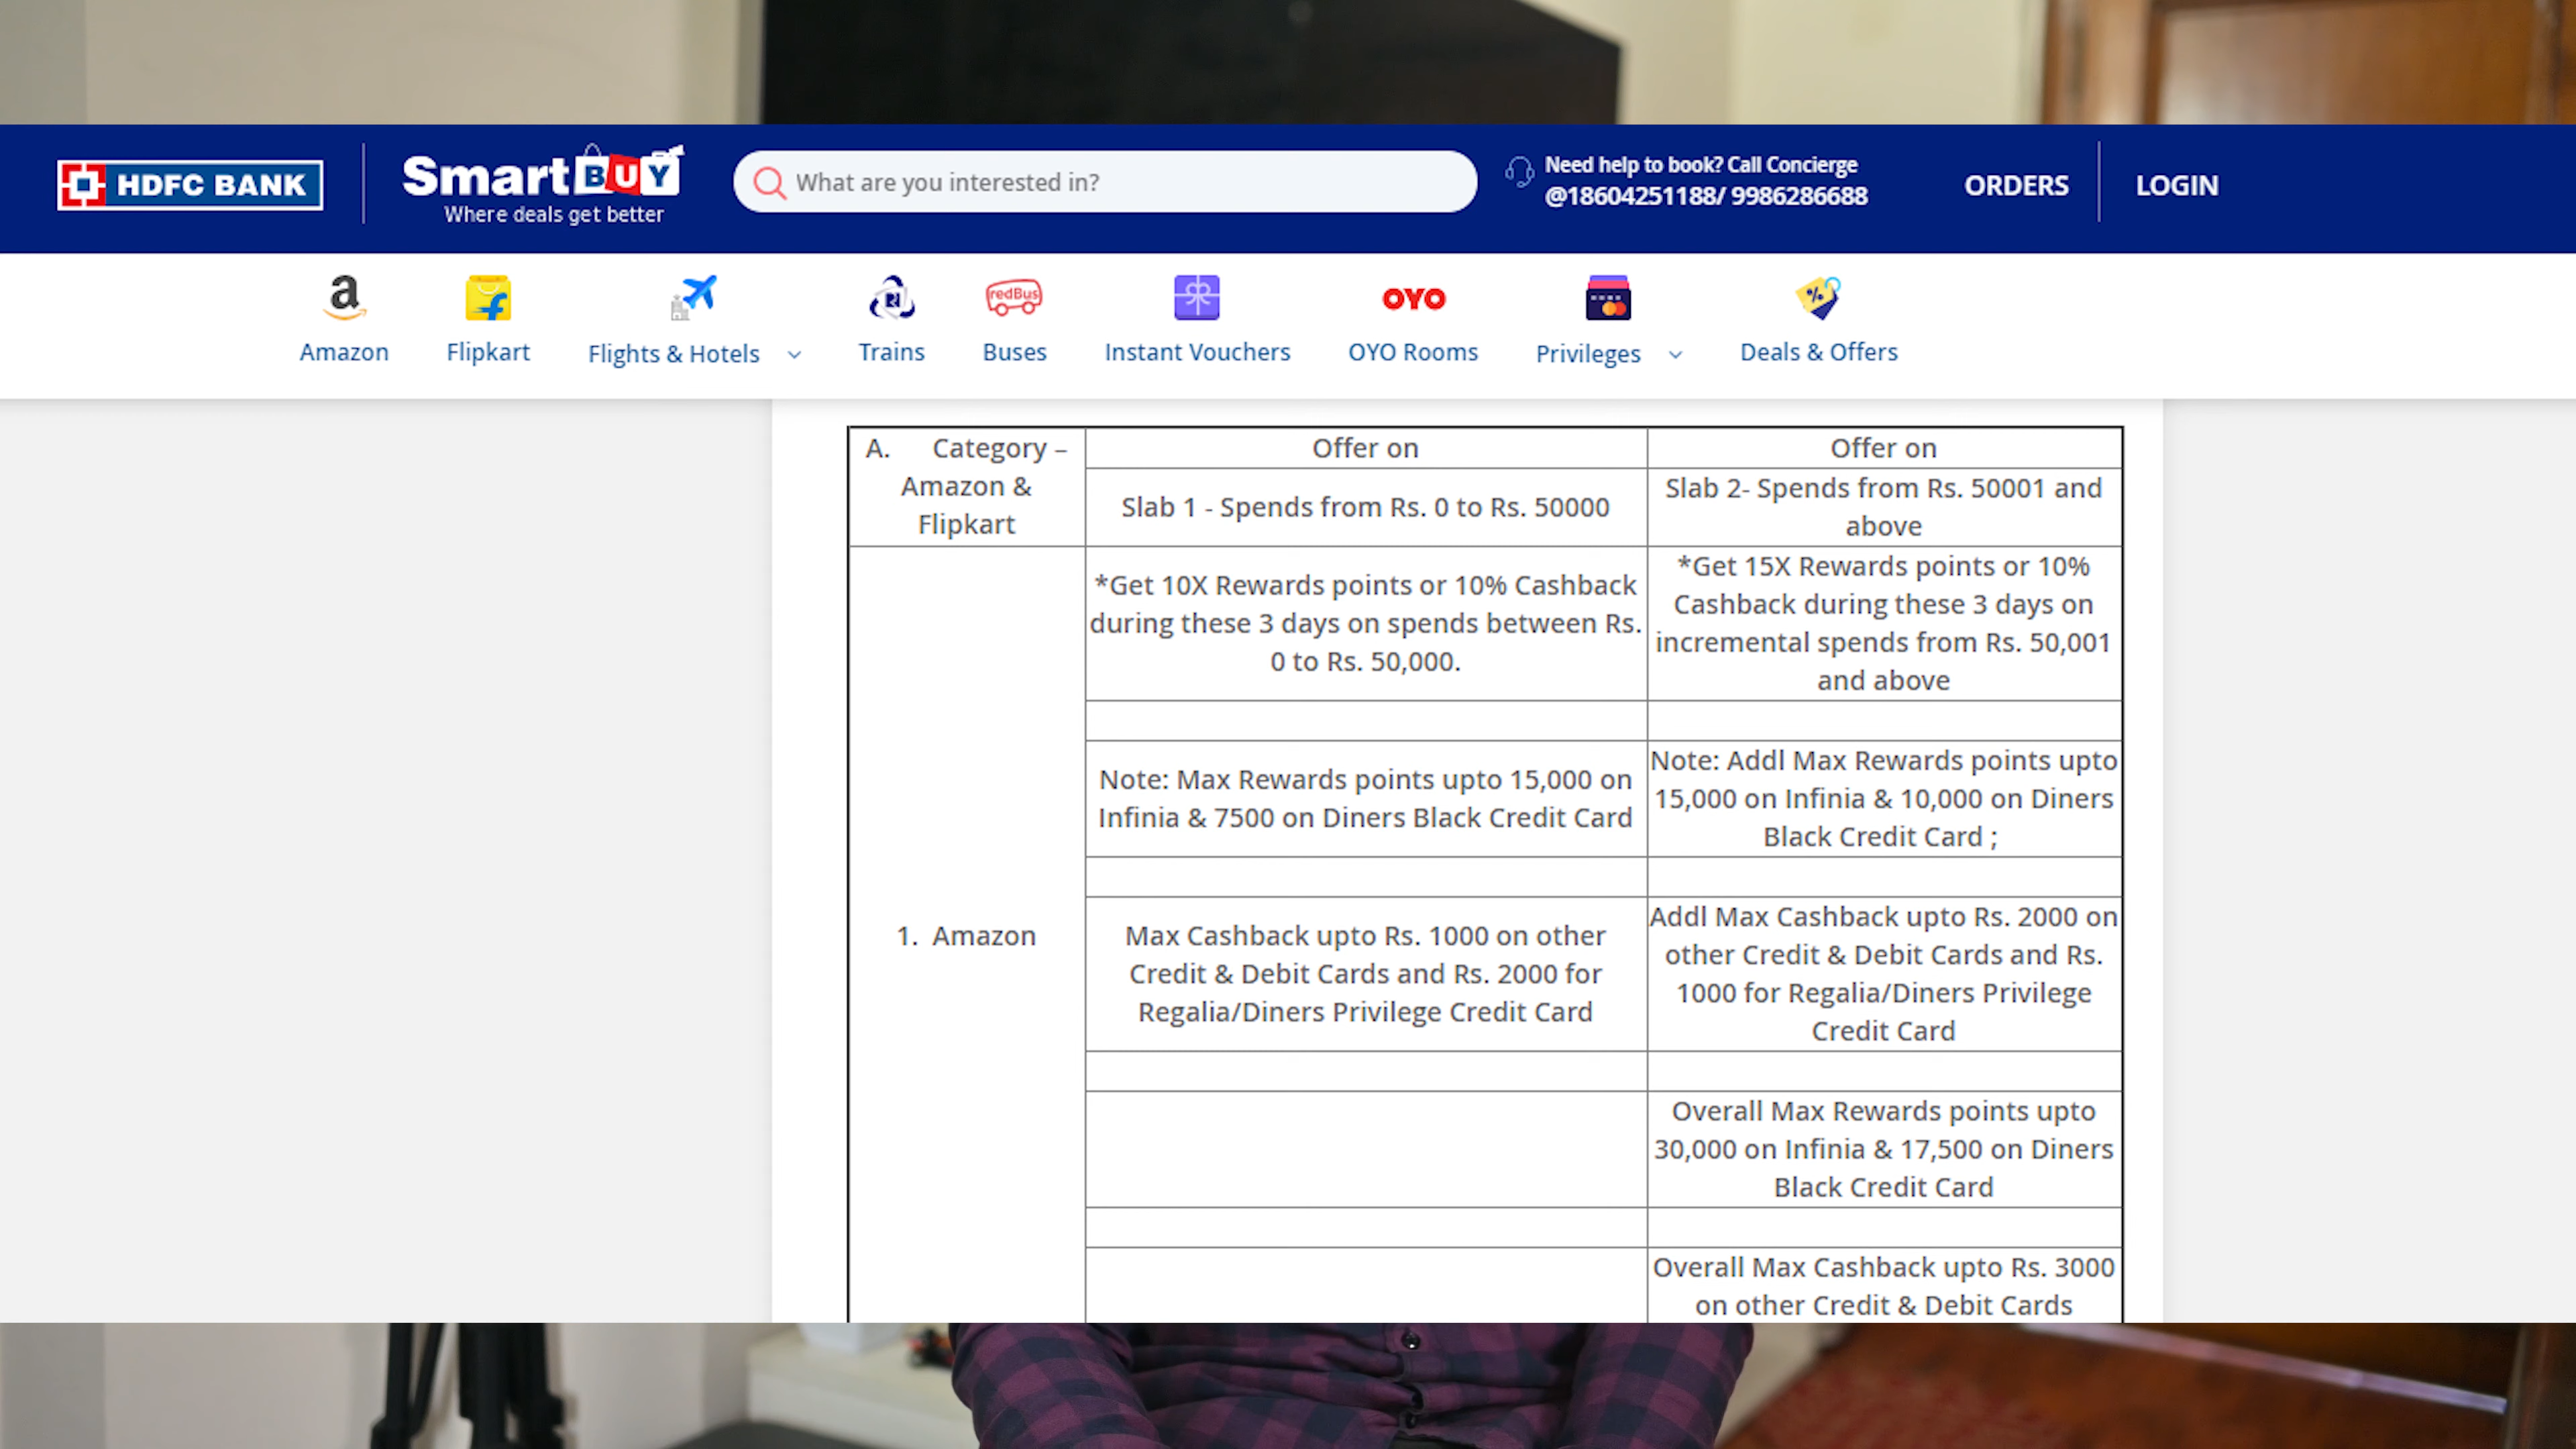 HDFC BANK
SmartBUY
Where deals get better
What are you interested in?
Need help to book? Call Concierge
@18604251188/ 9986286688
ORDERS
LOGIN
a
Amazon
Flipkart
Flights & Hotels
Trains
redBus
Buses
Instant Vouchers
OYO
OYO Rooms
Privileges
%
Deals & Offers
A. Category –
Amazon &
Flipkart
Offer on
Offer on
Slab 1 - Spends from Rs. 0 to Rs. 50000
Slab 2- Spends from Rs. 50001 and
above
*Get 10X Rewards points or 10% Cashback
during these 3 days on spends between Rs.
0 to Rs. 50,000.
*Get 15X Rewards points or 10%
Cashback during these 3 days on
incremental spends from Rs. 50,001
and above
Note: Max Rewards points upto 15,000 on
Infinia & 7500 on Diners Black Credit Card
Note: Addl Max Rewards points upto
15,000 on Infinia & 10,000 on Diners
Black Credit Card ;
1. Amazon
Max Cashback upto Rs. 1000 on other
Credit & Debit Cards and Rs. 2000 for
Regalia/Diners Privilege Credit Card
Addl Max Cashback upto Rs. 2000 on
other Credit & Debit Cards and Rs.
1000 for Regalia/Diners Privilege
Credit Card
Overall Max Rewards points upto
30,000 on Infinia & 17,500 on Diners
Black Credit Card
Overall Max Cashback upto Rs. 3000
on other Credit & Debit Cards